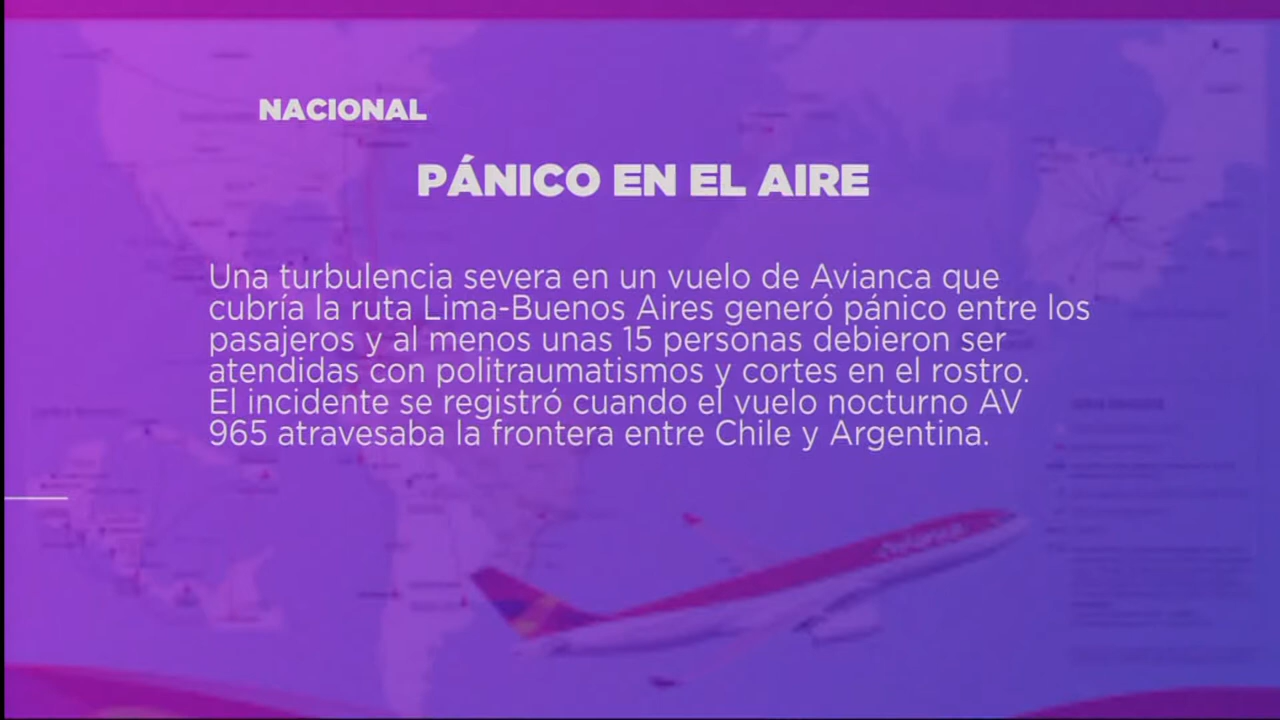 NACIONAL
PÁNICO EN EL AIRE
Una turbulencia severa en un vuelo de Avianca que
cubría la ruta Lima-Buenos Aires generó pánico entre los
pasajeros y al menos unas 15 personas debieron ser
atendidas con politraumatismos y cortes en el rostro.
El incidente se registró cuando el vuelo nocturno AV
965 atravesaba la frontera entre Chile y Argentina.